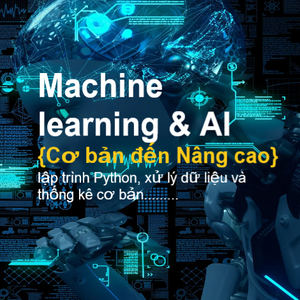 Machine
learning & AI
{Cơ bản đến Nâng cao}
lập trình Python, xử lý dữ liệu và
thống kê cơ bản.........